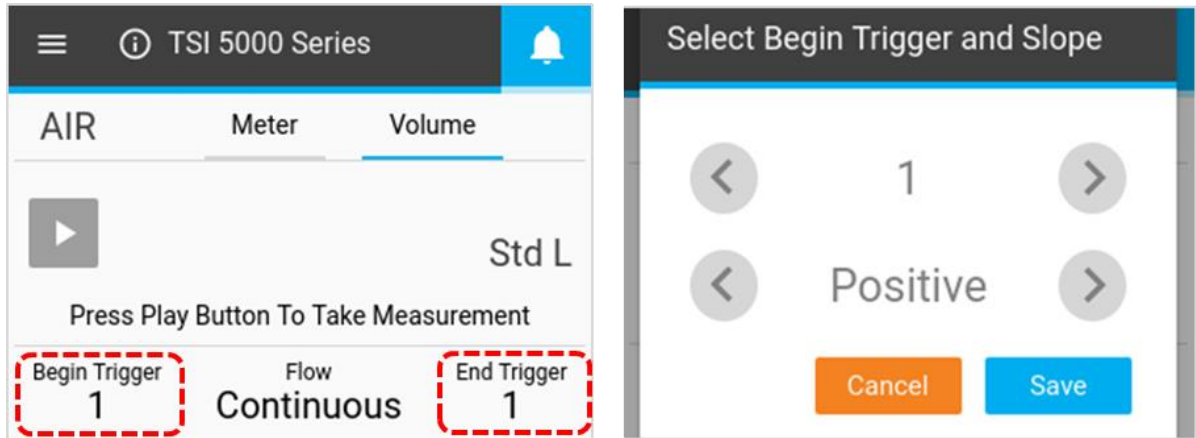 TSI 5000 Series
AIR Meter Volume
Std L
Press Play Button To Take Measurement
Begin Trigger Flow End Trigger
1 Continuous 1
Select Begin Trigger and Slope
1
Positive
Cancel Save